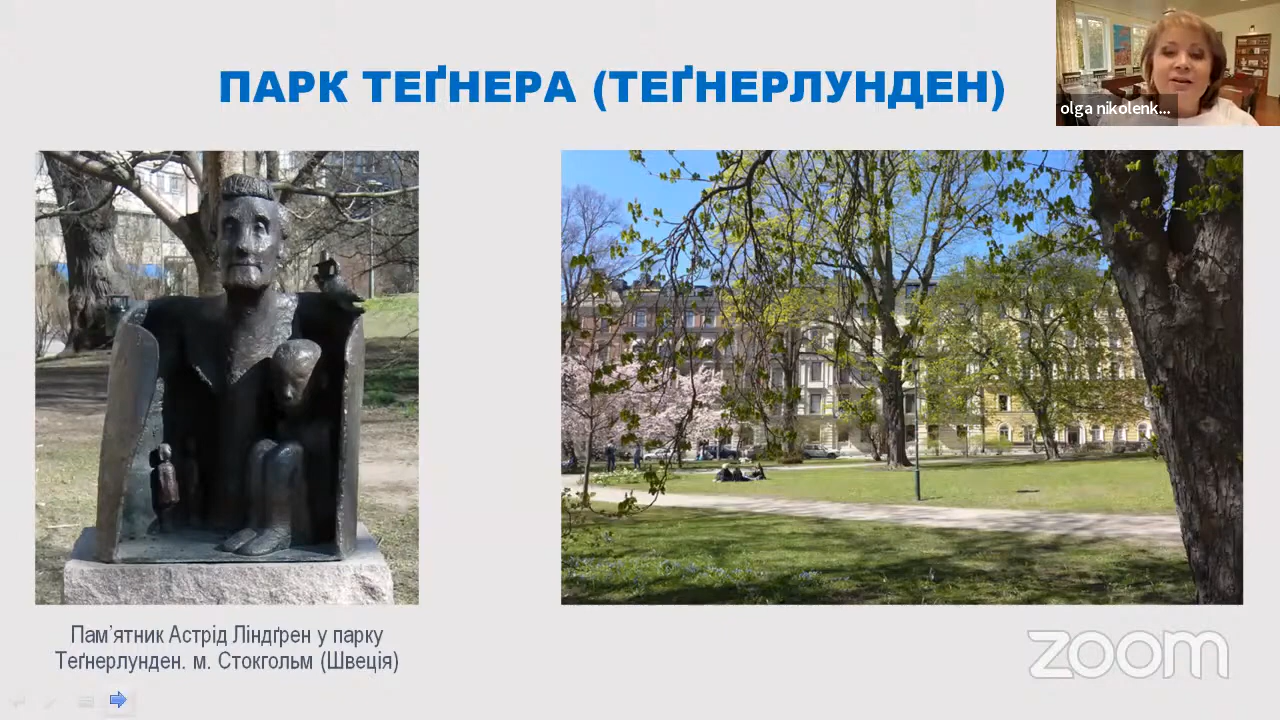 ПАРК ТЕҐНЕРА (ТЕҐНЕРЛУНДЕН)
olga nikolenk...
Пам’ятник Астрід Ліндґрен у парку
Теґнерлунден. м. Стокгольм (Швеція)
zoom